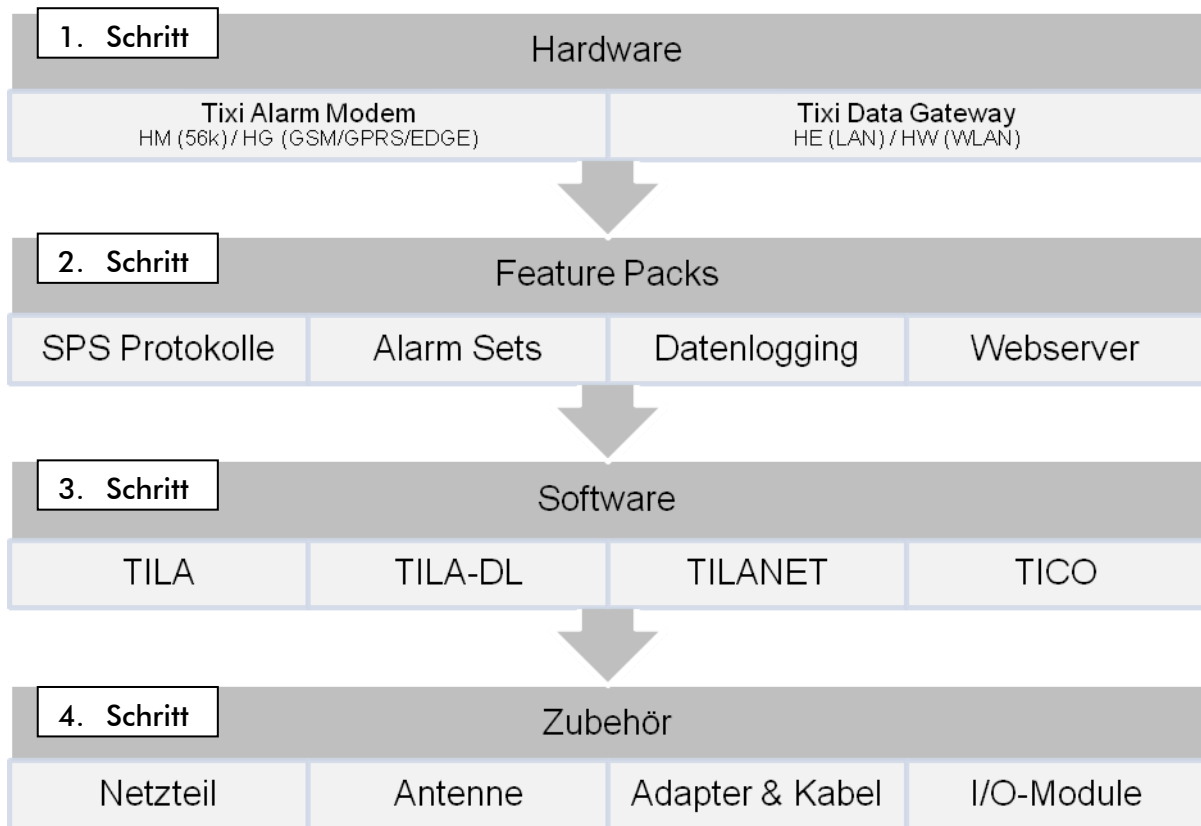 1. Schritt
Hardware
Tixi Alarm Modem
HM (56k) / HG (GSM/GPRS/EDGE)
Tixi Data Gateway
HE (LAN) / HW (WLAN)
2. Schritt
Feature Packs
SPS Protokolle
Alarm Sets
Datenlogging
Webserver
3. Schritt
Software
TILA
TILA-DL
TILANET
TICO
4. Schritt
Zubehör
Netzteil
Antenne
Adapter & Kabel
I/O-Module